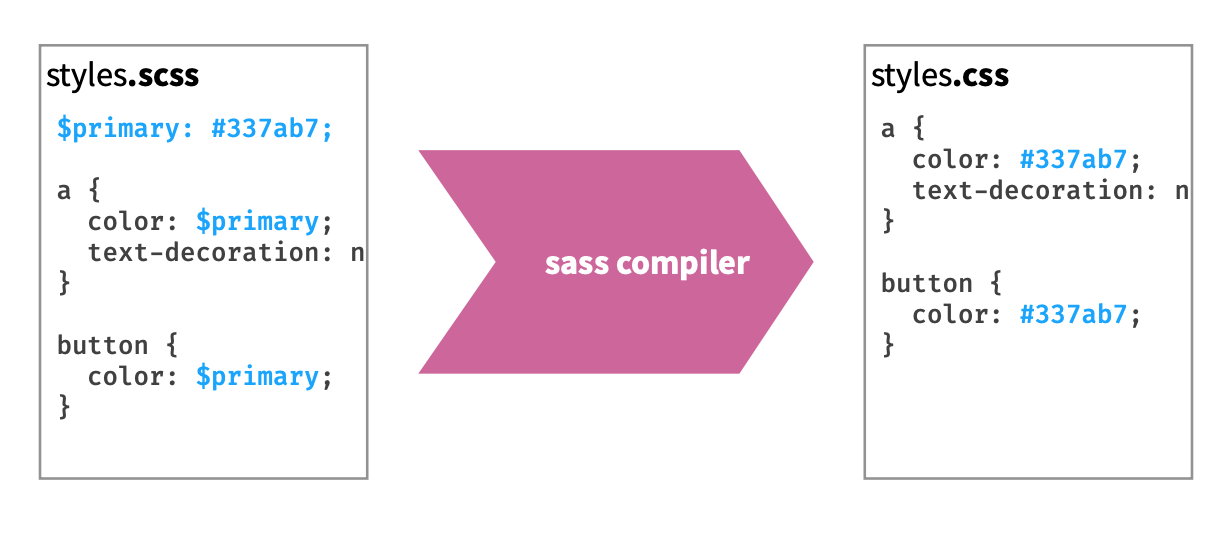 styles.scss
$primary: #337ab7;
a {
color: $primary;
text-decoration: n
}
button {
color: $primary;
}
sass compiler
styles.css
a {
color: #337ab7;
text-decoration: n
}
button {
color: #337ab7;
}